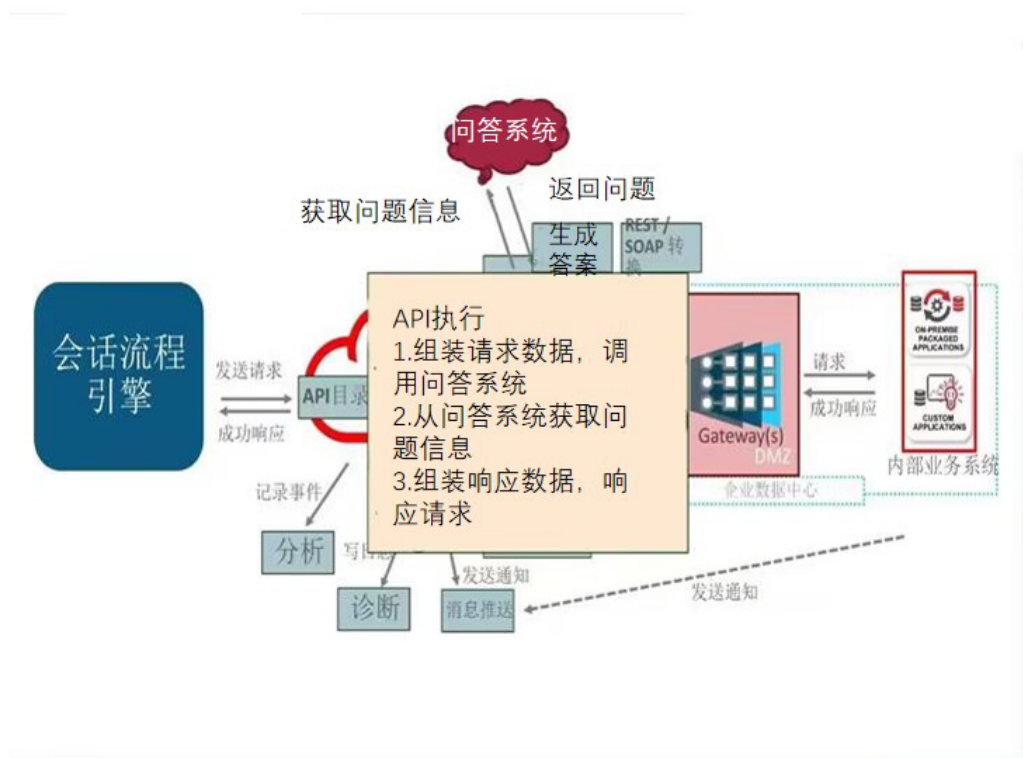 问答系统
返回问题
获取问题信息
生成
答案
REST /
SOAP 转
换
会话流程
引擎
发送请求
成功响应
API目录
API执行
1.组装请求数据，调
用问答系统
2.从问答系统获取问
题信息
3.组装响应数据，响
应请求
Gateway(s)
DMZ
请求
成功响应
ON-PREMISE
PACKAGED
APPLICATIONS
CUSTOM
APPLICATIONS
内部业务系统
企业数据中心
记录事件
分析
写日志
诊断
发送通知
消息推送
发送通知